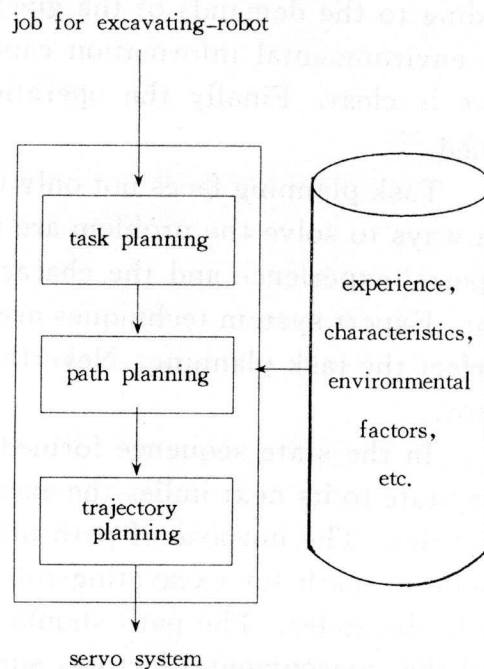 job for excavating-robot
task planning
path planning
trajectory
planning
experience,
characteristics,
environmental
factors,
etc.
servo system